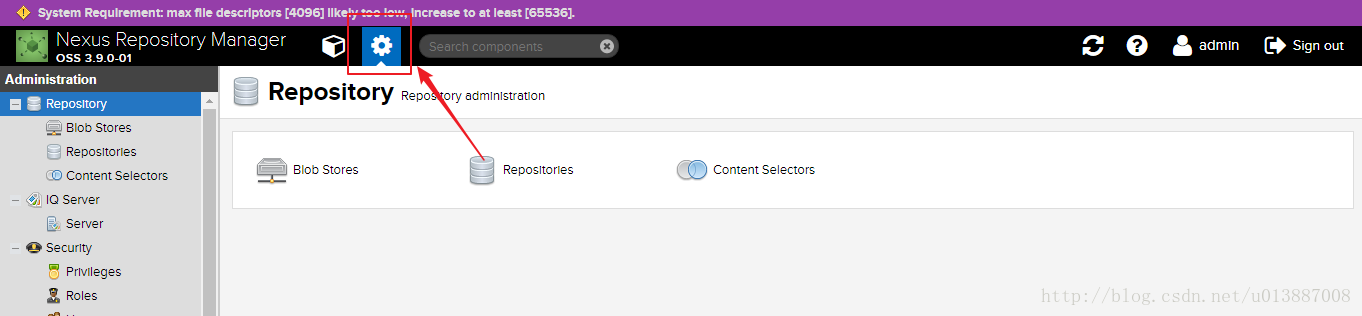 System Requirement: max file descriptors [4096] likely too low, increase to at least [65536].
Nexus Repository Manager
OSS 3.9.0-01
Search components
admin
Sign out
Administration
Repository
Blob Stores
Repositories
Content Selectors
IQ Server
Server
Security
Privileges
Roles
Repository Repository administration
Blob Stores
Repositories
Content Selectors
http://blog.csdn.net/u013887008